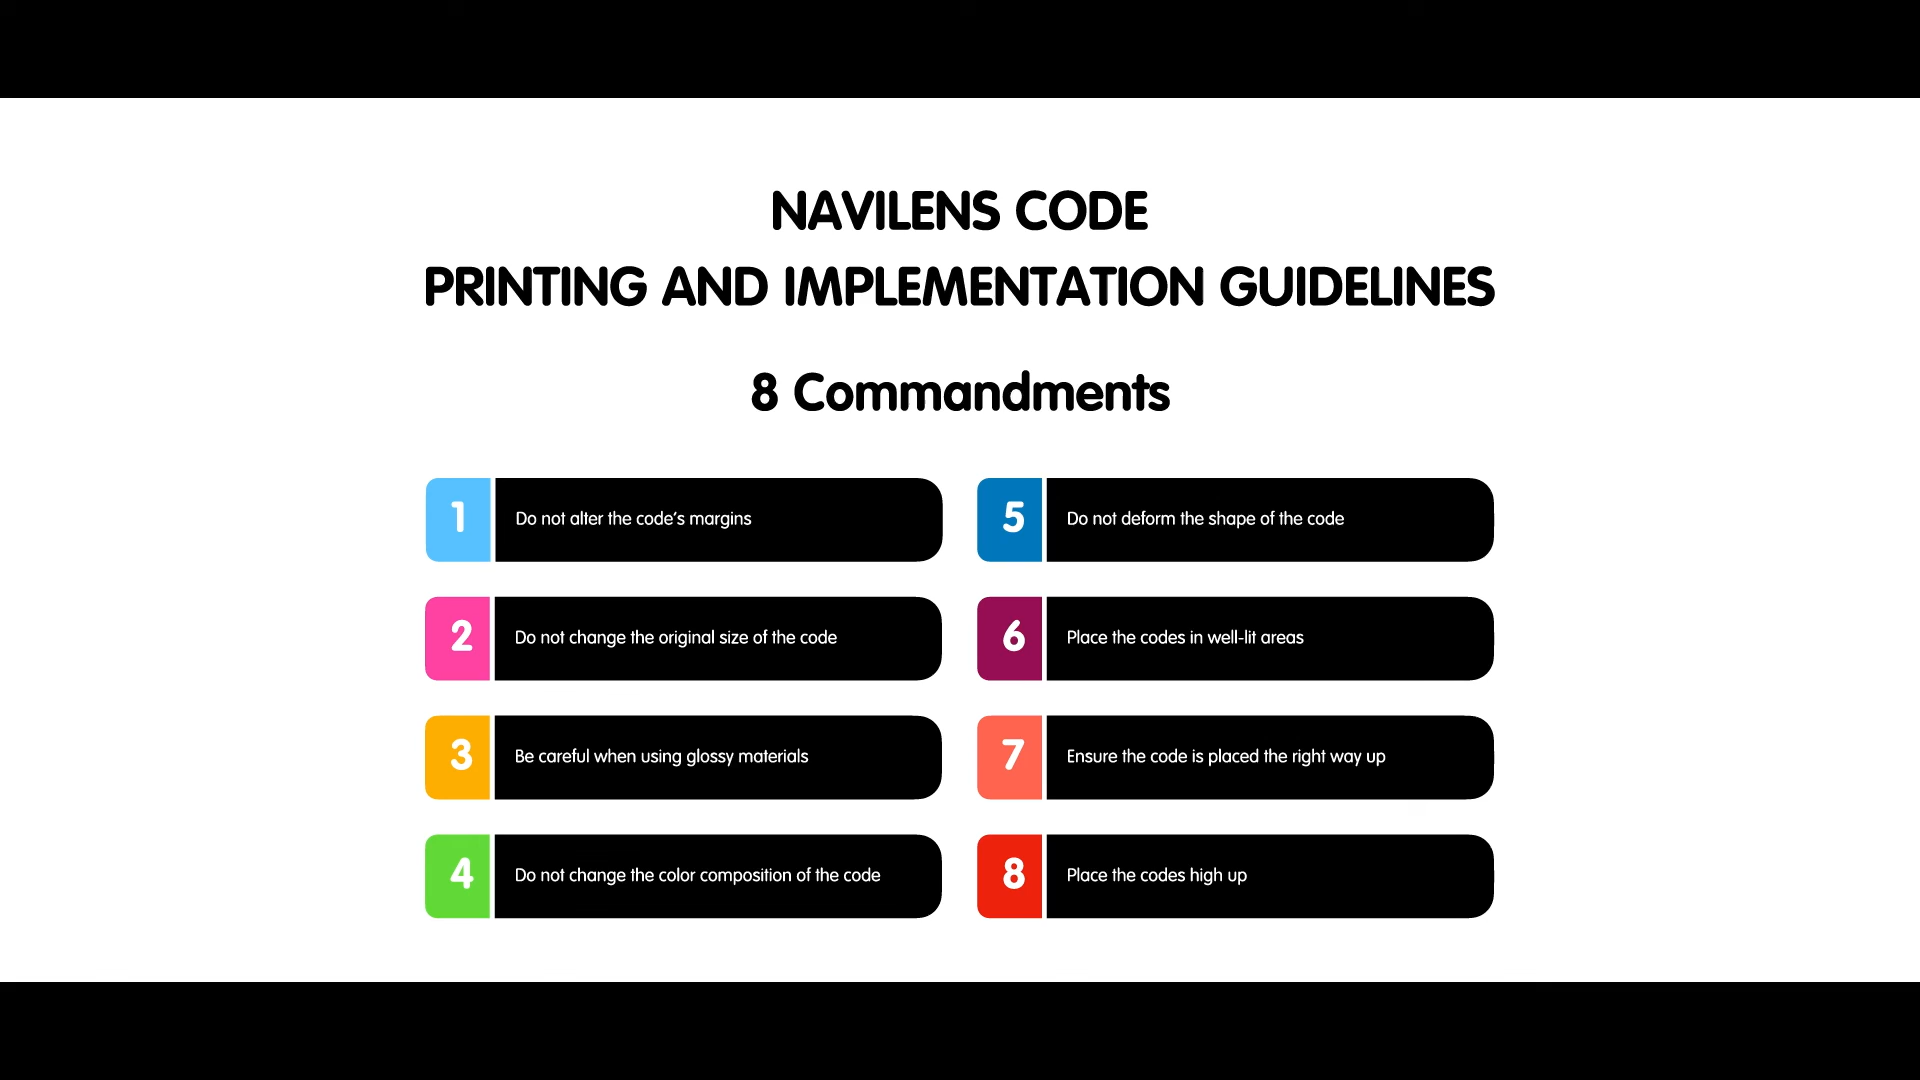 NAVILENS CODE
PRINTING AND IMPLEMENTATION GUIDELINES
8 Commandments
1 Do not alter the code's margins
2 Do not change the original size of the code
3 Be careful when using glossy materials
4 Do not change the color composition of the code
5 Do not deform the shape of the code
6 Place the codes in well-lit areas
7 Ensure the code is placed the right way up
8 Place the codes high up